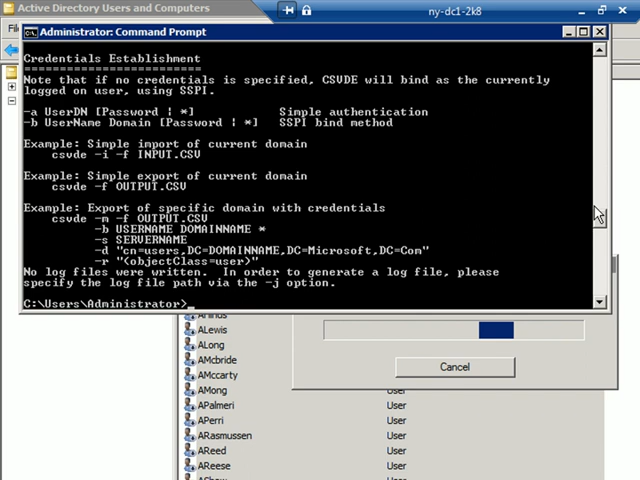 Active Directory Users and Computers
ny-dc1-2k8
Administrator: Command Prompt
Credentials Establishment
=========================
Note that if no credentials is specified, CSVDE will bind as the currently
logged on user, using SSPI.
-a UserDN [Password | *]            Simple authentication
-b UserName Domain [Password | *]   SSPI bind method
Example: Simple import of current domain
csvde -i -f INPUT.CSV
Example: Simple export of current domain
csvde -f OUTPUT.CSV
Example: Export of specific domain with credentials
csvde -m -f OUTPUT.CSV
-b USERNAME DOMAINNAME *
-s SERVERNAME
-d "cn=users,DC=DOMAINNAME,DC=Microsoft,DC=Com"
-r "(objectClass=user)"
No log files were written.  In order to generate a log file, please
specify the log file path via the -j option.
C:\Users\Administrator>_
ALewis
ALong
AMcbride
Cancel
AMccarty
AMong User
APalmeri User
APerri User
ARasmussen User
AReed User
AReese User